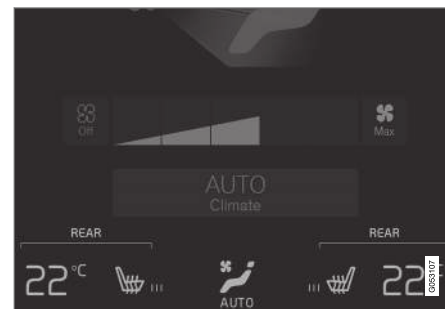 Off
Max
AUTO
Climate
REAR
REAR
22°C
22°
AUTO
G053107